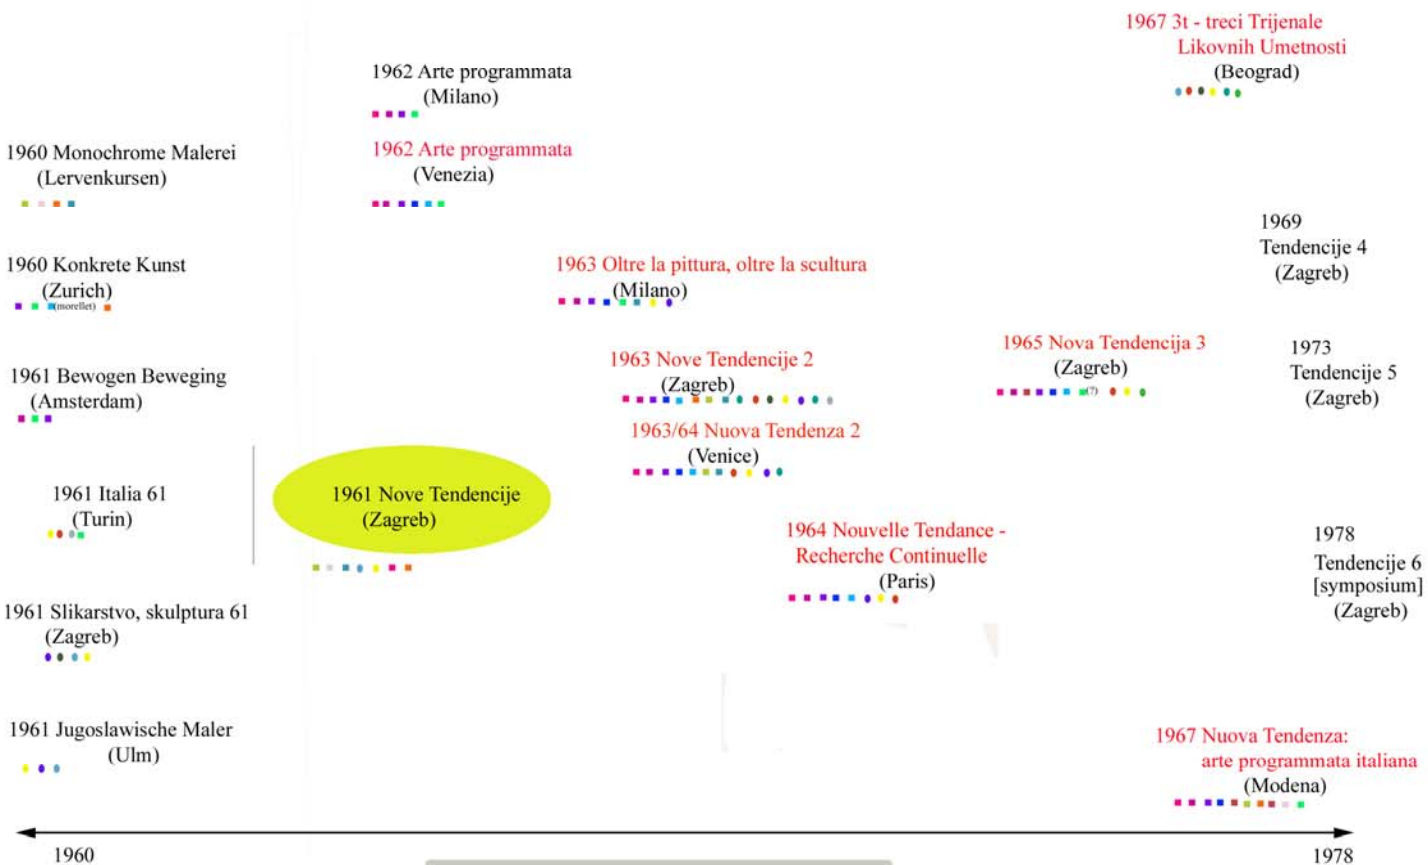 1960 Monochrome Malerei
(Lervenkursen)
1960 Konkrete Kunst
(Zurich)
(morellet)
1961 Bewogen Beweging
(Amsterdam)
1961 Italia 61
(Turin)
1961 Slikarstvo, skulptura 61
(Zagreb)
1961 Jugoslawische Maler
(Ulm)
1962 Arte programmata
(Milano)
1962 Arte programmata
(Venezia)
1961 Nove Tendencije
(Zagreb)
1963 Oltre la pittura, oltre la scultura
(Milano)
1963 Nove Tendencije 2
(Zagreb)
1963/64 Nuova Tendenza 2
(Venice)
1964 Nouvelle Tendance -
Recherche Continuelle
(Paris)
1965 Nova Tendencija 3
(Zagreb)
(?)
1967 3t - treci Trijenale
Likovnih Umetnosti
(Beograd)
1969
Tendencije 4
(Zagreb)
1973
Tendencije 5
(Zagreb)
1978
Tendencije 6
[symposium]
(Zagreb)
1967 Nuova Tendenza:
arte programmata italiana
(Modena)
1960
1978